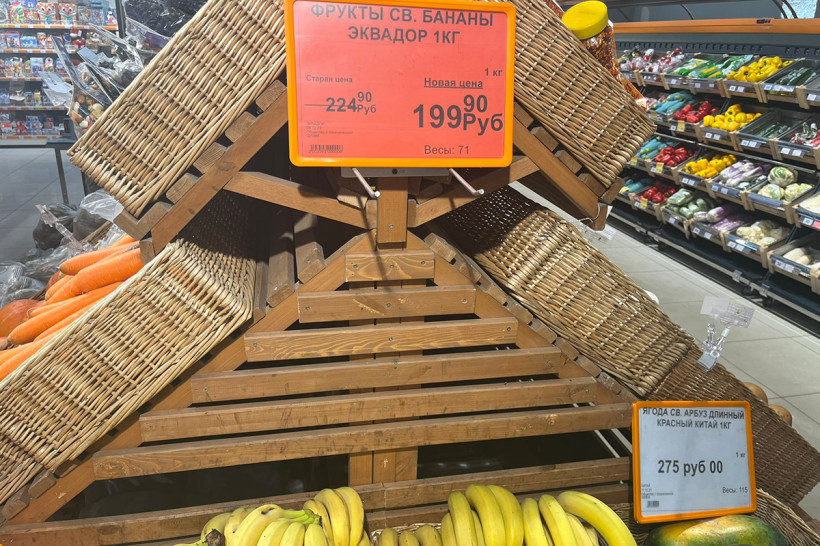 ФРУКТЫ СВ. БАНАНЫ
ЭКВАДОР 1КГ
1 кг
Старая цена
Новая цена
224 90 Руб
199 90 Руб
Весы: 71
ЯГОДА СВ. АРБУЗ ДЛИННЫЙ
КРАСНЫЙ КИТАЙ 1КГ
1 кг
275 руб 00
Весы: 115